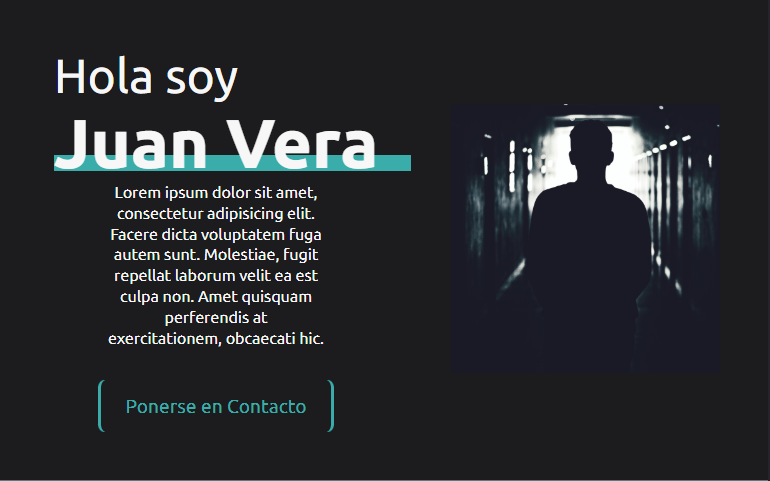 Hola soy
Juan Vera
Lorem ipsum dolor sit amet,
consectetur adipisicing elit.
Facere dicta voluptatem fuga
autem sunt. Molestiae, fugit
repellat laborum velit ea est
culpa non. Amet quisquam
perferendis at
exercitationem, obcaecati hic.
Ponerse en Contacto